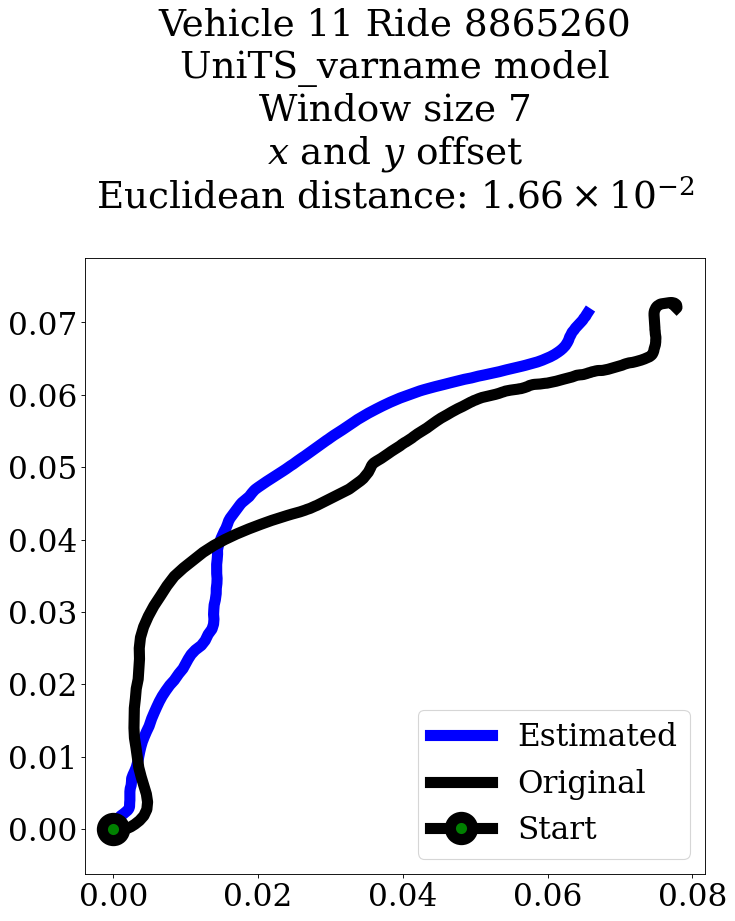 Vehicle 11 Ride 8865260
UniTS_varname model
Window size 7
x and y offset
Euclidean distance: 1.66 × 10⁻²
0.07
0.06
0.05
0.04
0.03
0.02
0.01
0.00
Estimated
Original
Start
0.00 0.02 0.04 0.06 0.08